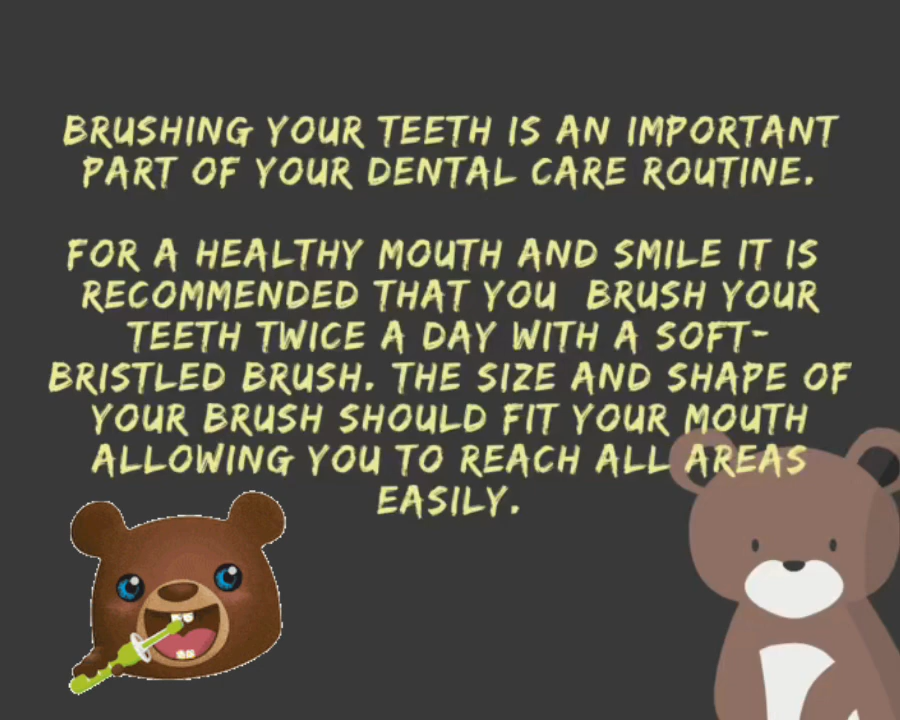 BRUSHING YOUR TEETH IS AN IMPORTANT
PART OF YOUR DENTAL CARE ROUTINE.
FOR A HEALTHY MOUTH AND SMILE IT IS
RECOMMENDED THAT YOU BRUSH YOUR
TEETH TWICE A DAY WITH A SOFT-
BRISTLED BRUSH. THE SIZE AND SHAPE OF
YOUR BRUSH SHOULD FIT YOUR MOUTH
ALLOWING YOU TO REACH ALL AREAS
EASILY.